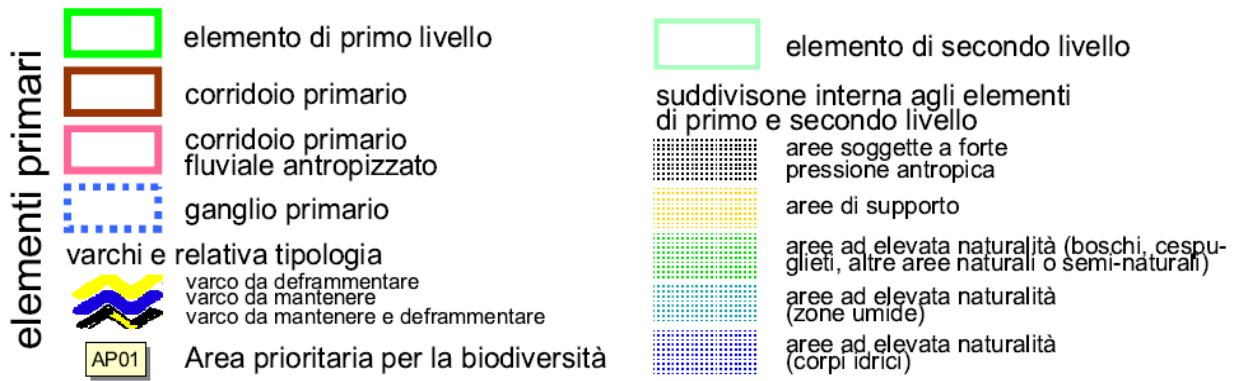 elementi primari
elemento di primo livello
corridoio primario
corridoio primario
fluviale antropizzato
ganglio primario
varchi e relativa tipologia
varco da deframmentare
varco da mantenere
varco da mantenere e deframmentare
AP01
Area prioritaria per la biodiversità
elemento di secondo livello
suddivisone interna agli elementi
di primo e secondo livello
aree soggette a forte
pressione antropica
aree di supporto
aree ad elevata naturalità (boschi, cespu-
glieti, altre aree naturali o semi-naturali)
aree ad elevata naturalità
(zone umide)
aree ad elevata naturalità
(corpi idrici)